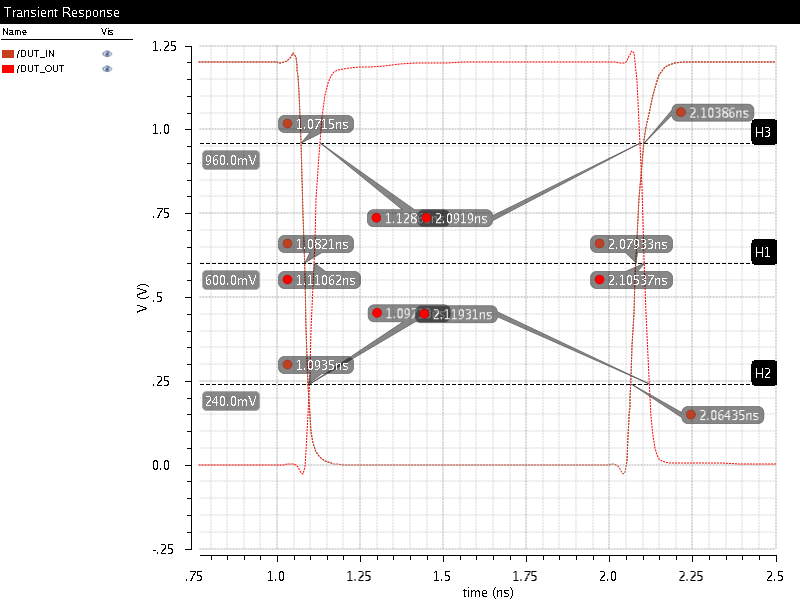 Transient Response
Name Vis
/DUT_IN
/DUT_OUT
V (V)
1.25
1.0
.75
.5
.25
0.0
-.25
1.0715ns
2.10386ns
H3
960.0mV
2.0919ns
1.0821ns
2.07933ns
H1
600.0mV
1.11062ns
2.10537ns
2.11931ns
1.0935ns
H2
240.0mV
2.06435ns
.75 1.0 1.25 1.5 1.75 2.0 2.25 2.5
time (ns)